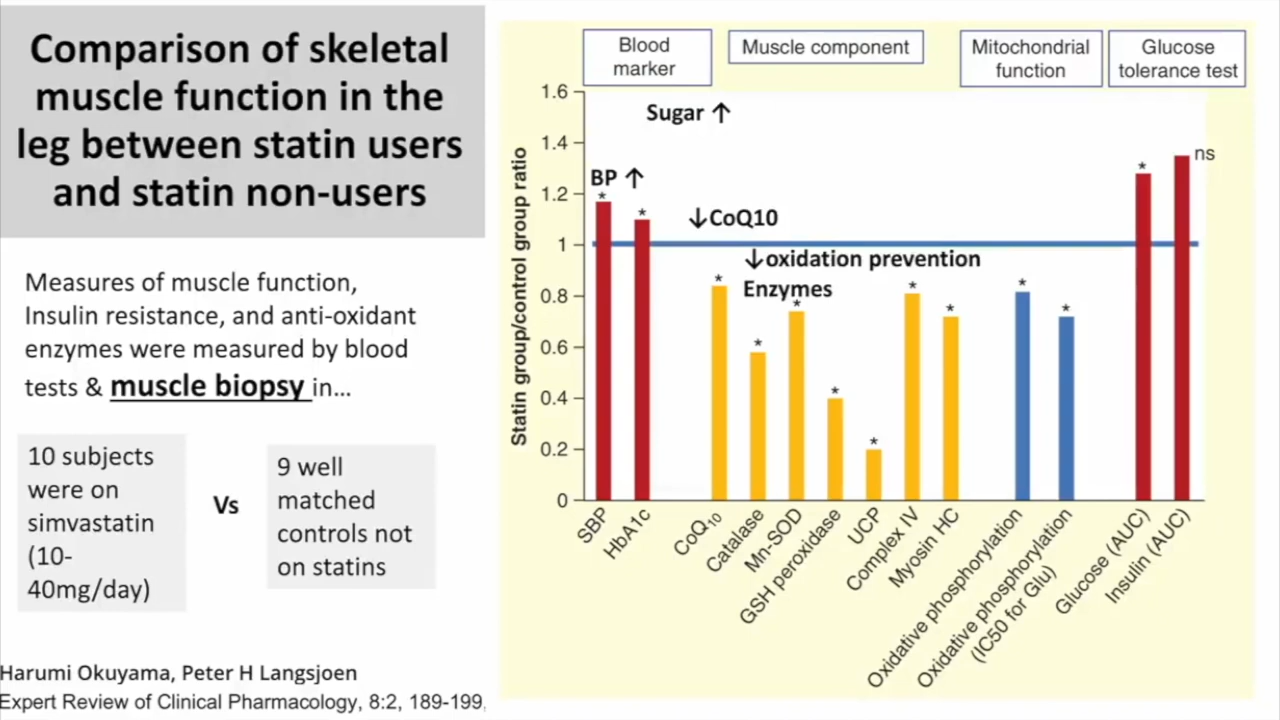 Comparison of skeletal
muscle function in the
leg between statin users
and statin non-users
Measures of muscle function,
Insulin resistance, and anti-oxidant
enzymes were measured by blood
tests & muscle biopsy in...
10 subjects
were on
simvastatin
(10-
40mg/day)
Vs
9 well
matched
controls not
on statins
Harumi Okuyama, Peter H Langsjoen
Expert Review of Clinical Pharmacology, 8:2, 189-199,
Blood
marker
Muscle component
Mitochondrial
function
Glucose
tolerance test
Statin group/control group ratio
1.6
1.4
1.2
1
0.8
0.6
0.4
0.2
0
Sugar ↑
BP ↑
↓CoQ10
↓oxidation prevention
Enzymes
*
*
*
*
*
*
*
*
*
*
*
*
ns
SBP
HbA1c
CoQ₁₀
Catalase
Mn-SOD
GSH peroxidase
UCP
Complex IV
Myosin HC
Oxidative phosphorylation
Oxidative phosphorylation
(IC50 for Glu)
Glucose (AUC)
Insulin (AUC)